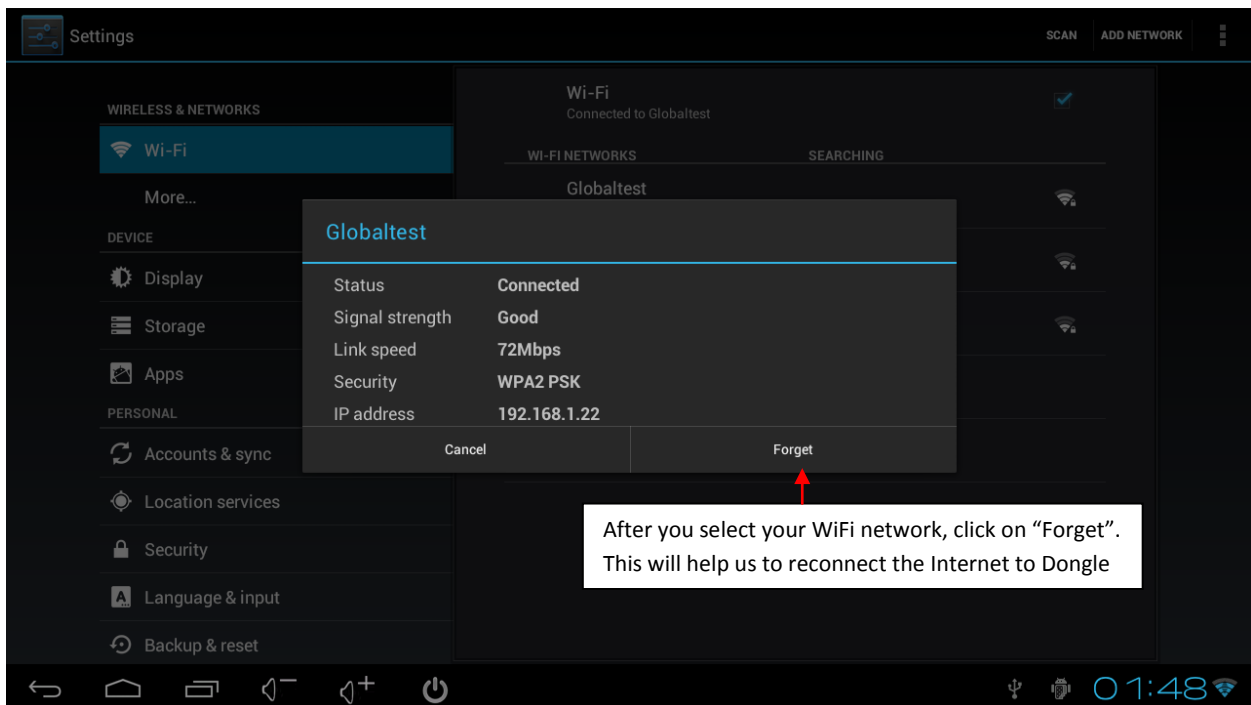 Settings
SCAN
ADD NETWORK
WIRELESS & NETWORKS
Wi-Fi
More...
DEVICE
Display
Storage
Apps
PERSONAL
Accounts & sync
Location services
Security
Language & input
Backup & reset
Wi-Fi
Connected to Globaltest
WI-FI NETWORKS
SEARCHING
Globaltest
Globaltest
Status Connected
Signal strength Good
Link speed 72Mbps
Security WPA2 PSK
IP address 192.168.1.22
Cancel
Forget
After you select your WiFi network, click on “Forget”.
This will help us to reconnect the Internet to Dongle
01:48